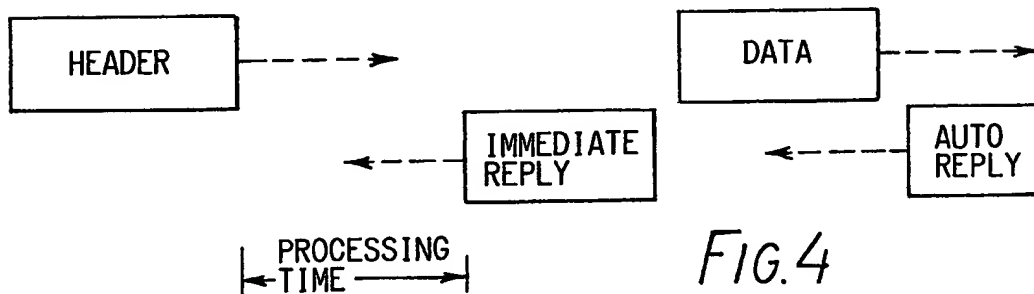 HEADER
DATA
IMMEDIATE
REPLY
AUTO
REPLY
PROCESSING
TIME
FIG.4